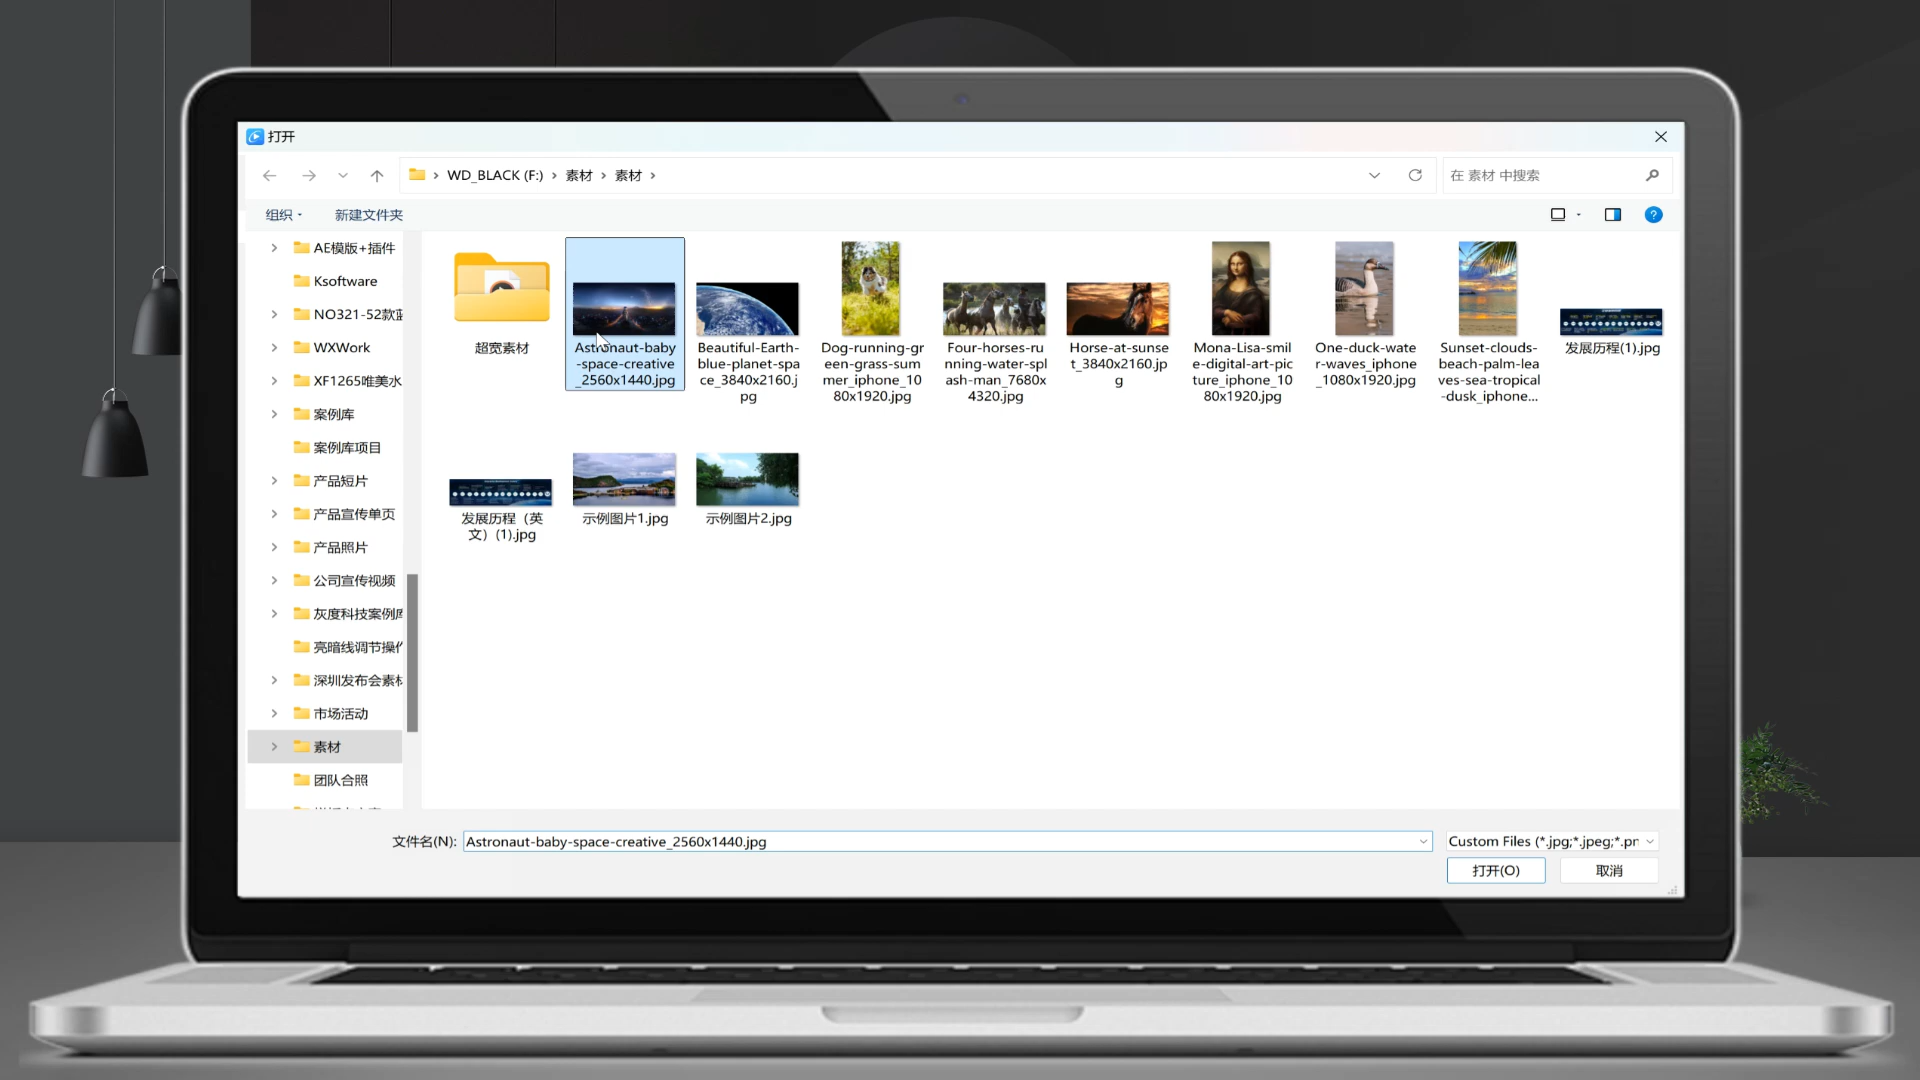 打开
WD_BLACK (F:) › 素材 › 素材 ›
在 素材 中搜索
组织
新建文件夹
AE模版+插件
Ksoftware
NO321-52款
WXWork
XF1265唯美水
案例库
案例库项目
产品短片
产品宣传单页
产品照片
公司宣传视频
灰度科技案例
亮暗线调节操
深圳发布会素
市场活动
素材
团队合照
超宽素材
Astronaut-baby
-space-creative
_2560x1440.jpg
Beautiful-Earth-
blue-planet-spa
ce_3840x2160.j
pg
Dog-running-gr
een-grass-sum
mer_iphone_10
80x1920.jpg
Four-horses-ru
nning-water-spl
ash-man_7680x
4320.jpg
Horse-at-sunse
t_3840x2160.jp
g
Mona-Lisa-smil
e-digital-art-pic
ture_iphone_10
80x1920.jpg
One-duck-wate
r-waves_iphone
_1080x1920.jpg
Sunset-clouds-
beach-palm-lea
ves-sea-tropical
-dusk_iphone...
发展历程(1).jpg
发展历程（英
文）(1).jpg
示例图片1.jpg
示例图片2.jpg
文件名(N):
Astronaut-baby-space-creative_2560x1440.jpg
Custom Files (*.jpg;*.jpeg;*.pr
打开(O)
取消